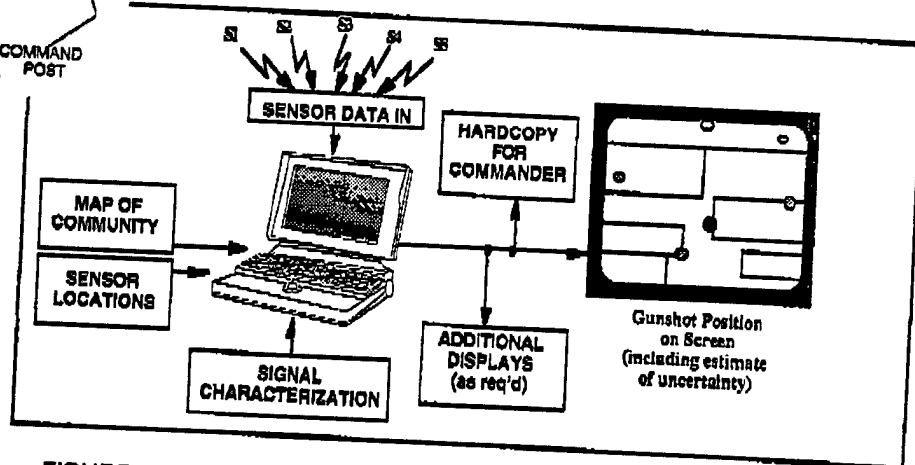 COMMAND
POST
S1 S2 S3 S4 S5
SENSOR DATA IN
HARDCOPY
FOR
COMMANDER
MAP OF
COMMUNITY
SENSOR
LOCATIONS
SIGNAL
CHARACTERIZATION
ADDITIONAL
DISPLAYS
(as req'd)
Gunshot Position
on Screen
(including estimate
of uncertainty)